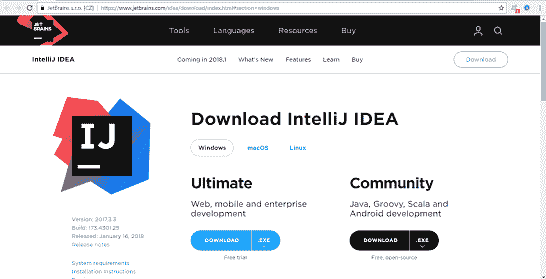 JetBrains s.r.o. [CZ] | https://www.jetbrains.com/idea/download/index.html#section=windows
JET
BRAINS
Tools Languages Resources Buy
IntelliJ IDEA
Coming in 2018.1 What's New Features Learn Buy
Download
IJ
Download IntelliJ IDEA
Windows macOS Linux
Ultimate
Web, mobile and enterprise
development
DOWNLOAD .EXE
Free trial
Community
Java, Groovy, Scala and
Android development
DOWNLOAD .EXE
Free, open-source
Version: 2017.3.3
Build: 173.4301.25
Released: January 16, 2018
Release notes
System requirements
Installation Instructions